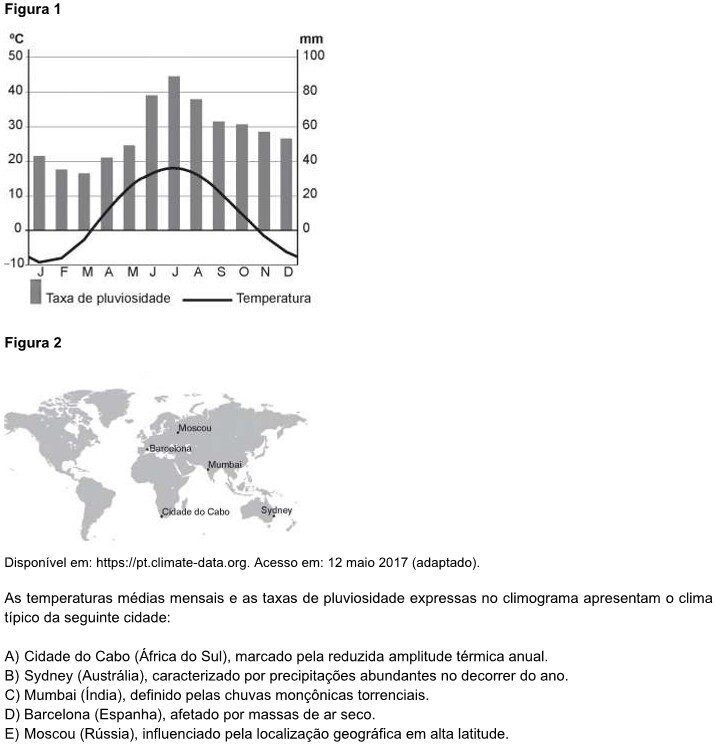 Figura 1
ºC
mm
50
100
40
80
30
60
20
40
10
20
0
0
–10
J F M A M J J A S O N D
Taxa de pluviosidade
Temperatura
Figura 2
Moscou
Barcelona
Mumbai
Cidade do Cabo
Sydney
Disponível em: https://pt.climate-data.org. Acesso em: 12 maio 2017 (adaptado).
As temperaturas médias mensais e as taxas de pluviosidade expressas no climograma apresentam o clima
típico da seguinte cidade:
A) Cidade do Cabo (África do Sul), marcado pela reduzida amplitude térmica anual.
B) Sydney (Austrália), caracterizado por precipitações abundantes no decorrer do ano.
C) Mumbai (Índia), definido pelas chuvas monçônicas torrenciais.
D) Barcelona (Espanha), afetado por massas de ar seco.
E) Moscou (Rússia), influenciado pela localização geográfica em alta latitude.